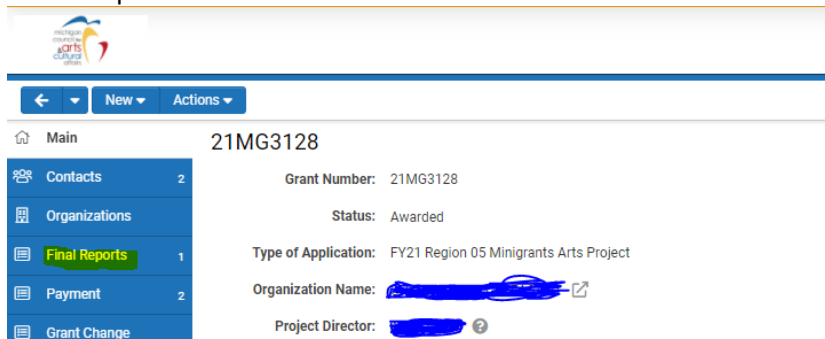 michigan
council for
arts
cultural
affairs
New Actions
Main
21MG3128
Contacts 2
Grant Number: 21MG3128
Organizations
Status: Awarded
Final Reports 1
Type of Application: FY21 Region 05 Minigrants Arts Project
Payment 2
Organization Name:
Project Director:
Grant Change